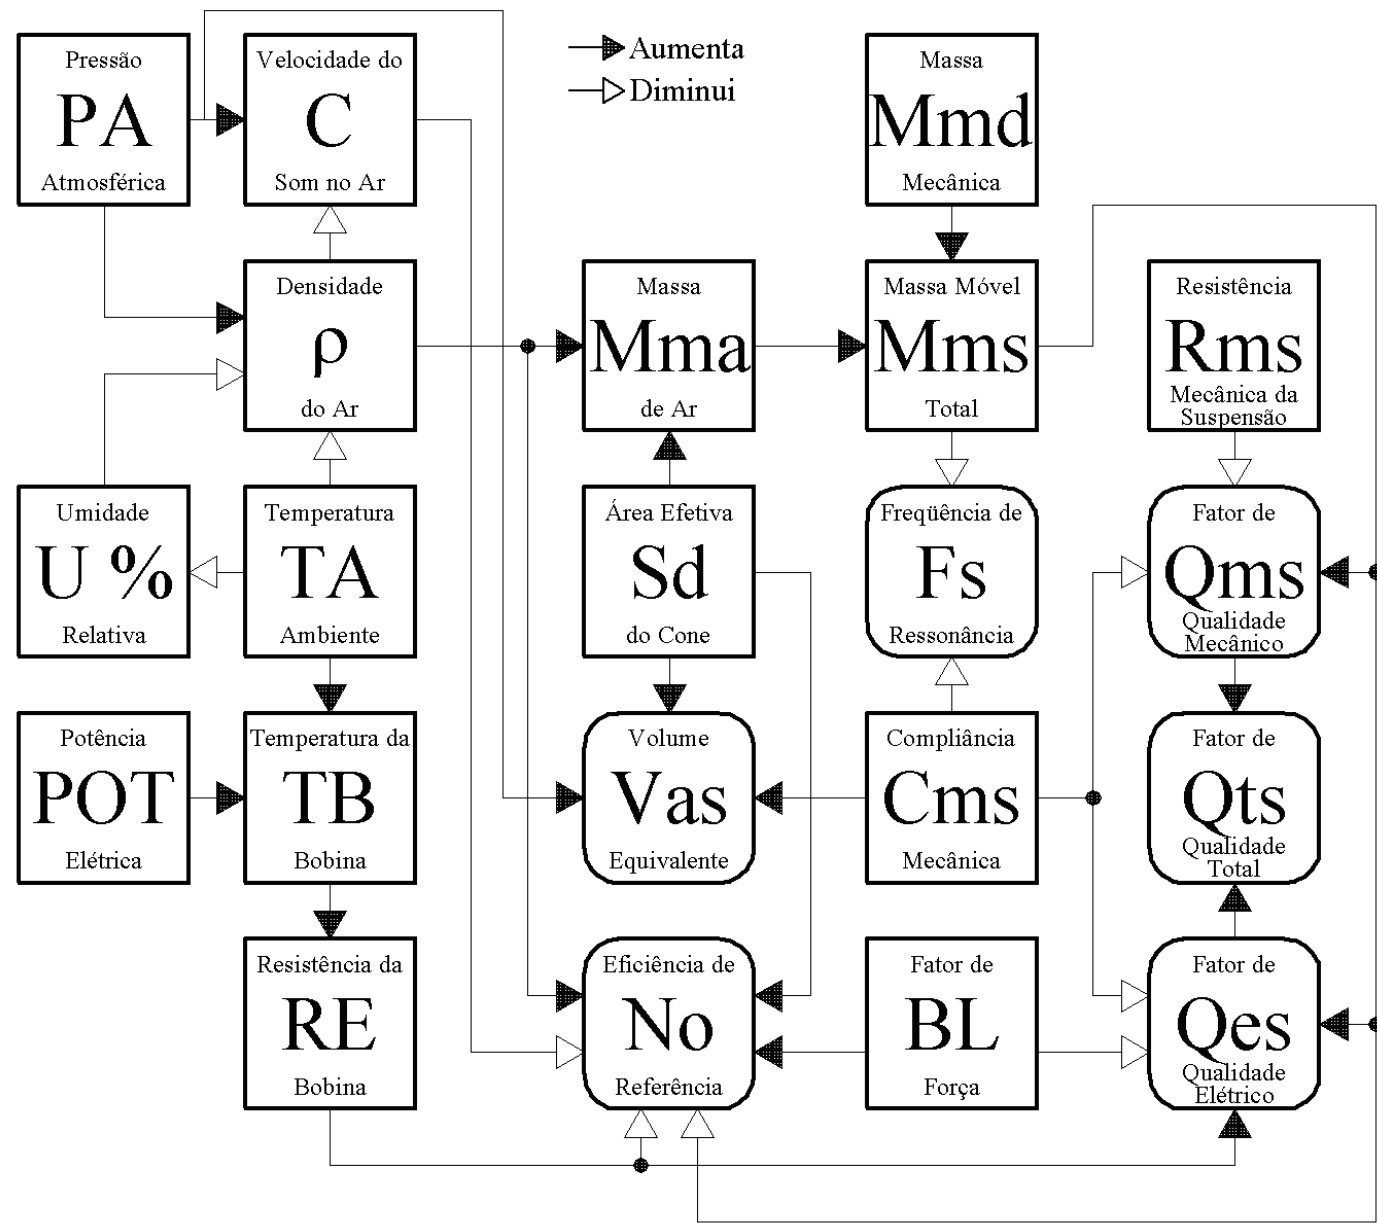 Pressão
PA
Atmosférica
Velocidade do
C
Som no Ar
Aumenta
Diminui
Massa
Mmd
Mecânica
Densidade
ρ
do Ar
Massa
Mma
de Ar
Massa Móvel
Mms
Total
Resistência
Rms
Mecânica da
Suspensão
Umidade
U %
Relativa
Temperatura
TA
Ambiente
Área Efetiva
Sd
do Cone
Freqüência de
Fs
Ressonância
Fator de
Qms
Qualidade
Mecânico
Potência
POT
Elétrica
Temperatura da
TB
Bobina
Volume
Vas
Equivalente
Compliância
Cms
Mecânica
Fator de
Qts
Qualidade
Total
Resistência da
RE
Bobina
Eficiência de
No
Referência
Fator de
BL
Força
Fator de
Qes
Qualidade
Elétrico